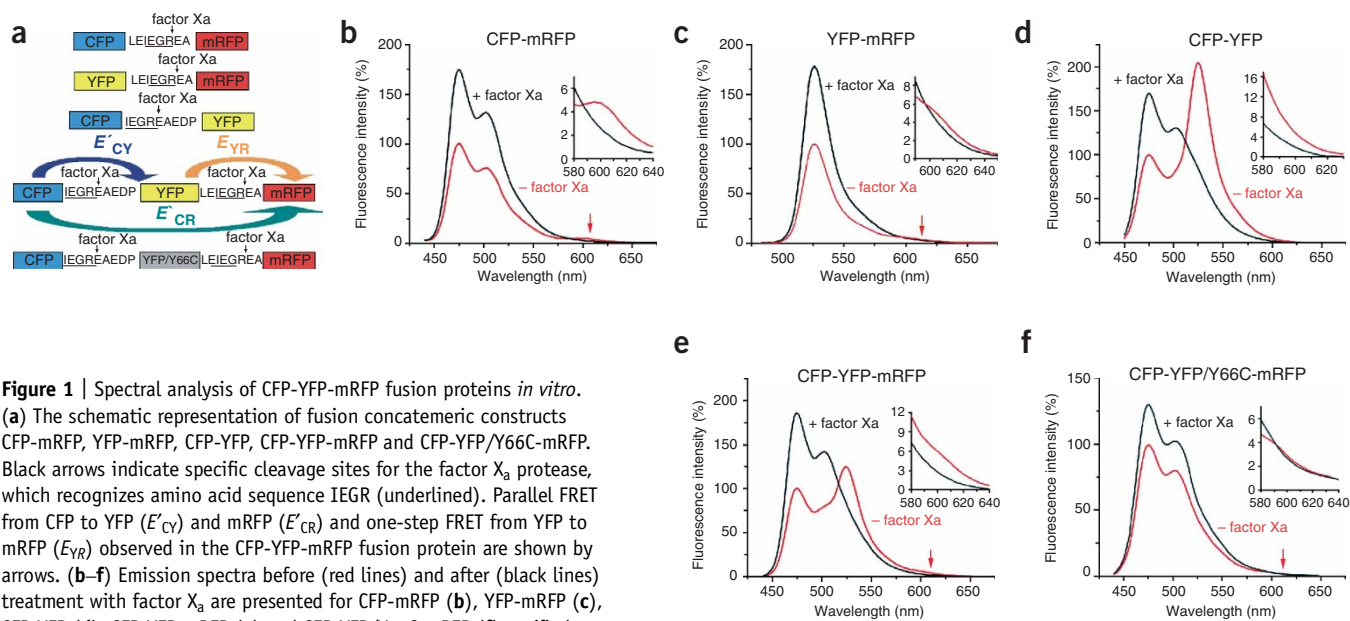 a
factor Xa
CFP LEIEGREA mRFP
factor Xa
YFP LEIEGREA mRFP
factor Xa
CFP IEGREAEDP YFP
E′CY EYR
factor Xa factor Xa
CFP IEGREAEDP YFP LEIEGREA mRFP
E`CR
factor Xa factor Xa
CFP IEGREAEDP YFP/Y66C LEIEGREA mRFP
b
CFP-mRFP
Fluorescence intensity (%)
200
150
100
50
0
+ factor Xa
– factor Xa
6
4
2
0
580 600 620 640
450 500 550 600 650
Wavelength (nm)
c
YFP-mRFP
Fluorescence intensity (%)
200
150
100
50
0
+ factor Xa
– factor Xa
8
6
4
2
0
600 620 640
500 550 600 650
Wavelength (nm)
d
CFP-YFP
Fluorescence intensity (%)
200
150
100
50
0
+ factor Xa
– factor Xa
16
12
8
4
0
580 600 620
450 500 550 600 650
Wavelength (nm)
e
CFP-YFP-mRFP
Fluorescence intensity (%)
200
150
100
50
0
+ factor Xa
– factor Xa
12
9
6
3
0
580 600 620 640
450 500 550 600 650
Wavelength (nm)
f
CFP-YFP/Y66C-mRFP
Fluorescence intensity (%)
150
100
50
0
+ factor Xa
– factor Xa
6
4
2
0
580 600 620 640
450 500 550 600 650
Wavelength (nm)
Figure 1 | Spectral analysis of CFP-YFP-mRFP fusion proteins in vitro.
(a) The schematic representation of fusion concatemeric constructs
CFP-mRFP, YFP-mRFP, CFP-YFP, CFP-YFP-mRFP and CFP-YFP/Y66C-mRFP.
Black arrows indicate specific cleavage sites for the factor Xa protease,
which recognizes amino acid sequence IEGR (underlined). Parallel FRET
from CFP to YFP (E′CY) and mRFP (E′CR) and one-step FRET from YFP to
mRFP (EYR) observed in the CFP-YFP-mRFP fusion protein are shown by
arrows. (b–f) Emission spectra before (red lines) and after (black lines)
treatment with factor Xa are presented for CFP-mRFP (b), YFP-mRFP (c),